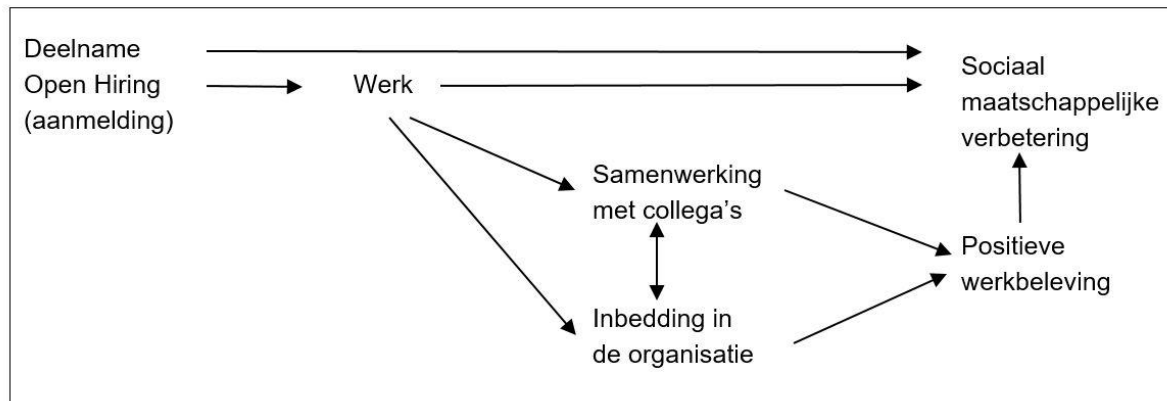 Deelname
Open Hiring
(aanmelding)
Werk
Sociaal
maatschappelijke
verbetering
Samenwerking
met collega’s
Positieve
werkbeleving
Inbedding in
de organisatie